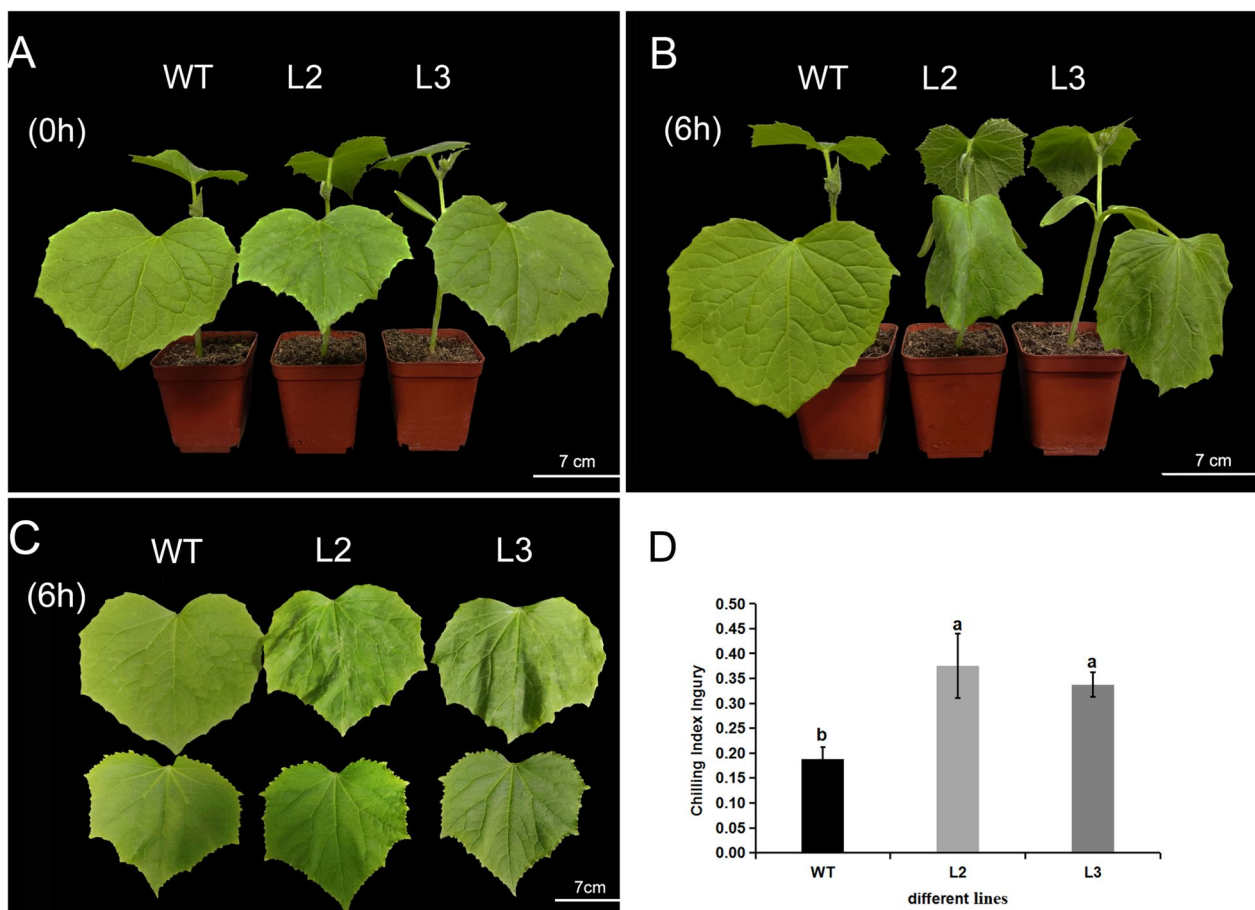 A
WT L2 L3
(0h)
7 cm
B
WT L2 L3
(6h)
7 cm
C
WT L2 L3
(6h)
7cm
D
Chilling Index Ingury
0.50
0.45
0.40
0.35
0.30
0.25
0.20
0.15
0.10
0.05
0.00
b
a
a
WT L2 L3
different lines